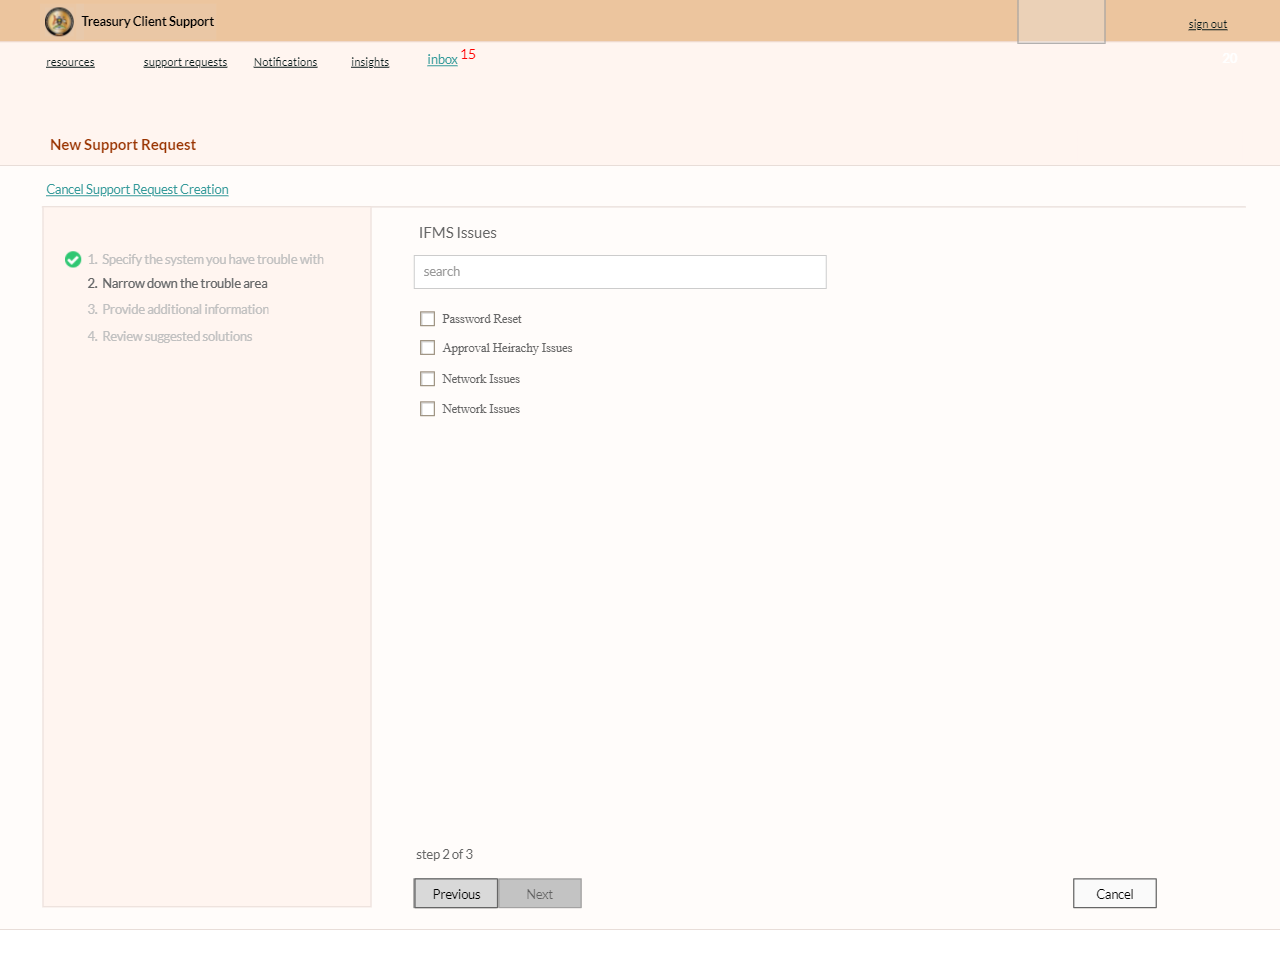 Treasury Client Support
sign out
resources
support requests
Notifications
insights
inbox 15
20
New Support Request
Cancel Support Request Creation
1. Specify the system you have trouble with
2. Narrow down the trouble area
3. Provide additional information
4. Review suggested solutions
IFMS Issues
search
Password Reset
Approval Heirachy Issues
Network Issues
Network Issues
step 2 of 3
Previous
Next
Cancel